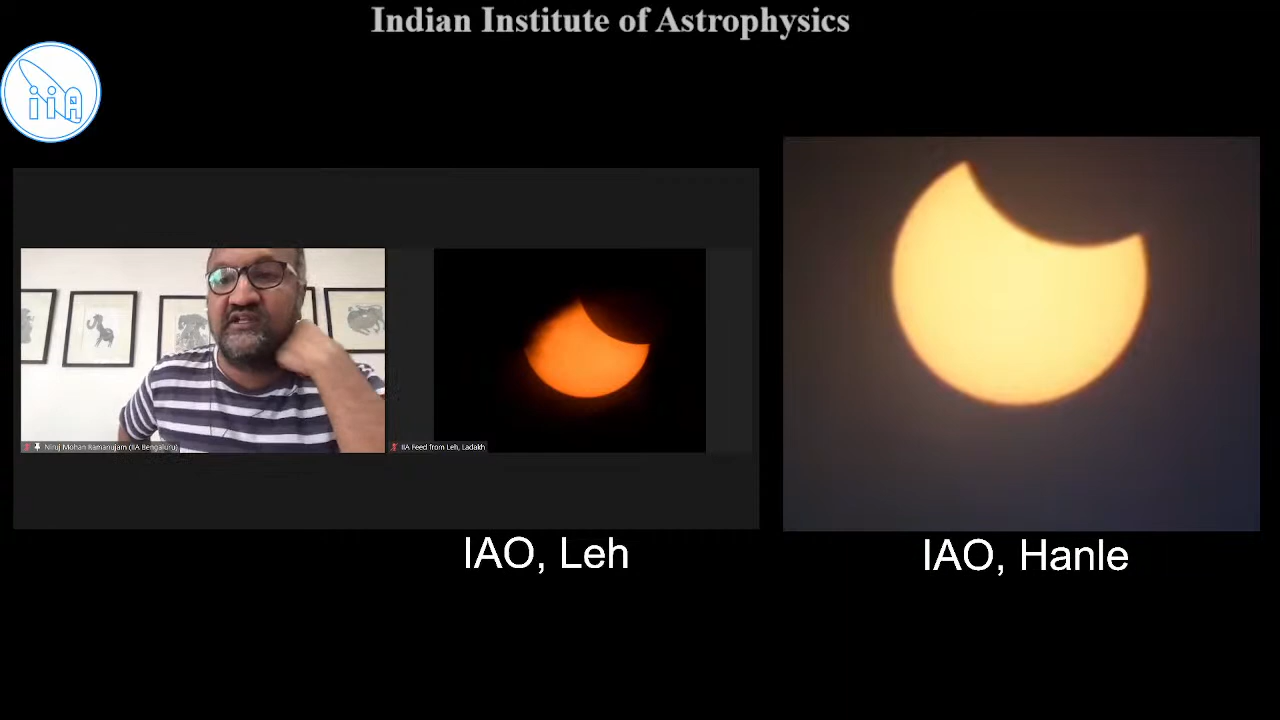 Indian Institute of Astrophysics
iiA
Niruj Mohan Ramanujam (IIA Bengaluru)
IIA Feed from Leh, Ladakh
IAO, Leh
IAO, Hanle